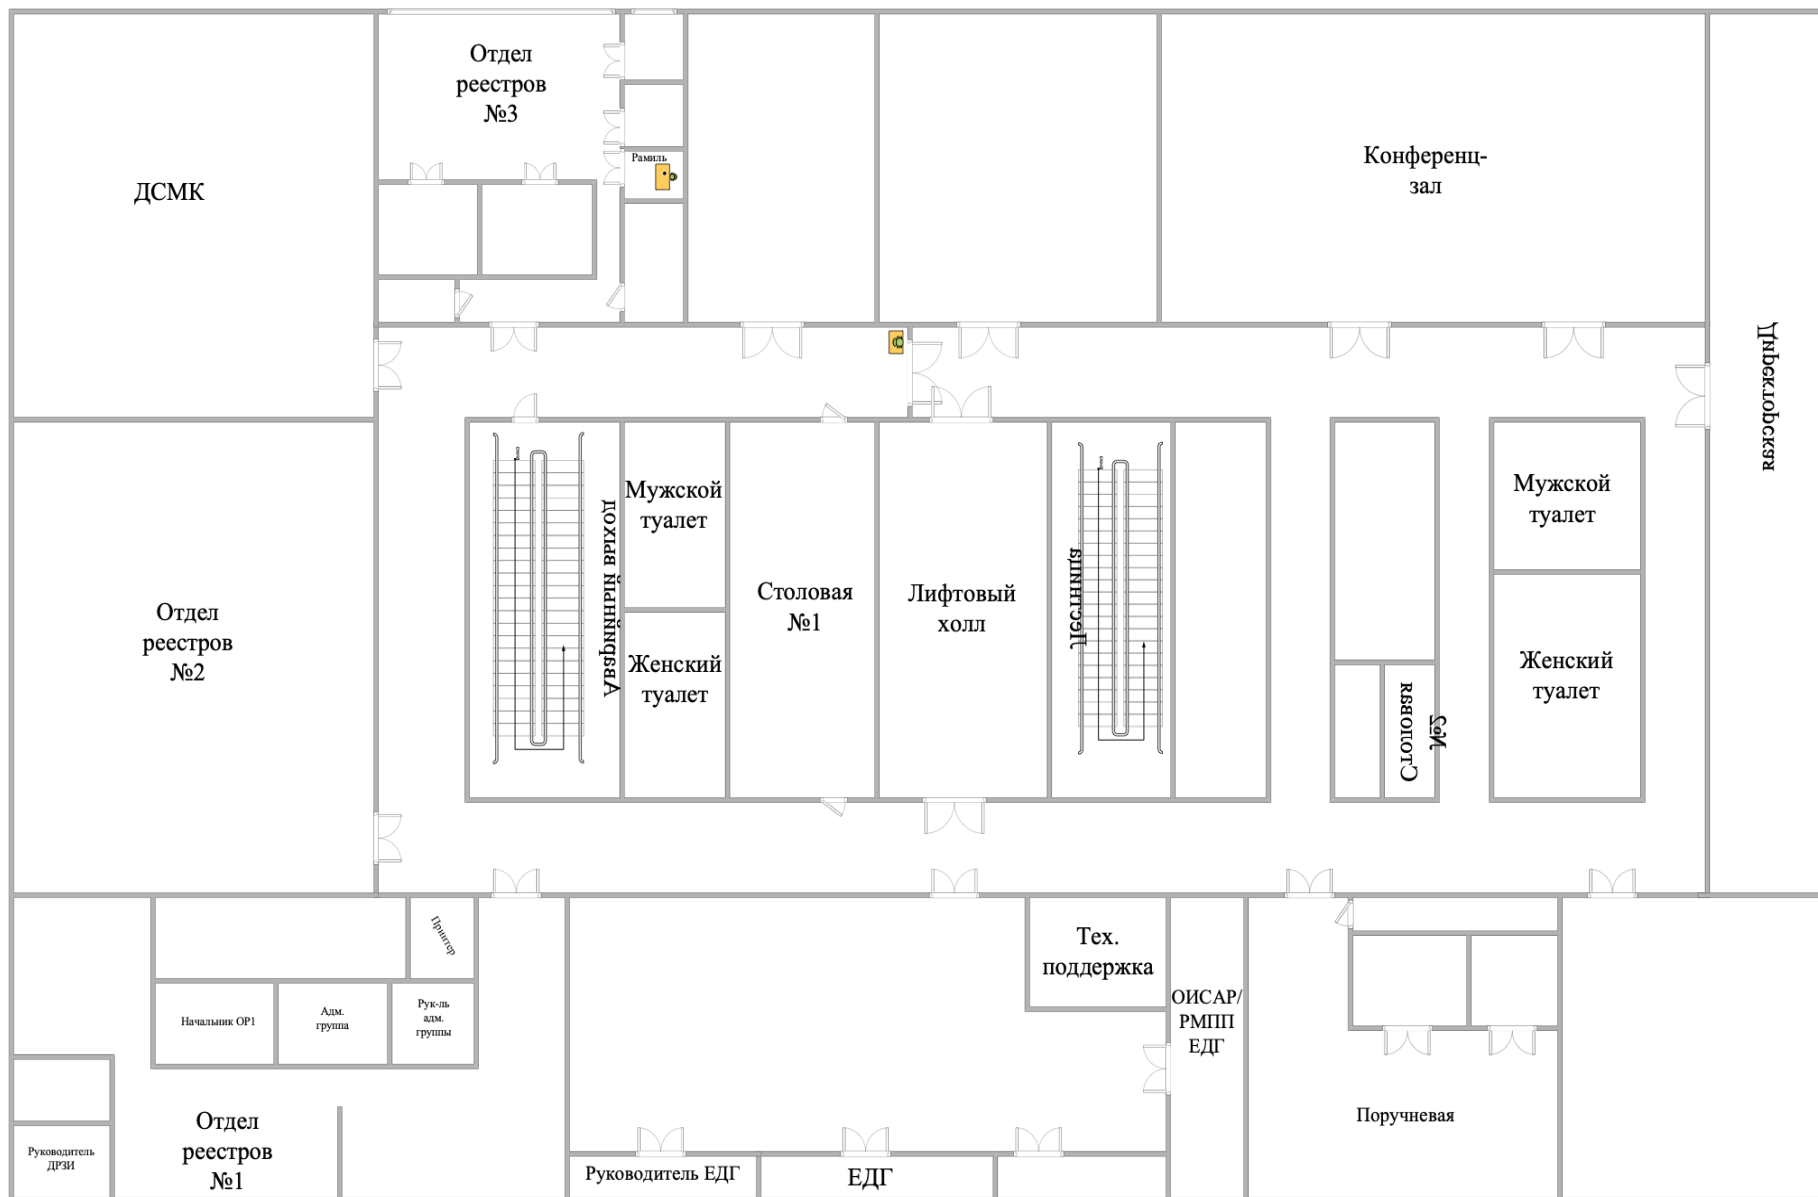 Отдел
реестров
№3
Рамиль
ДСМК
Конференц-
зал
Директорская
Аварийный выход
Мужской
туалет
Женский
туалет
Столовая
№1
Лифтовый
холл
Лестница
Столовая
№2
Мужской
туалет
Женский
туалет
Отдел
реестров
№2
Принтер
Начальник ОР1
Адм.
группа
Рук-ль
адм.
группы
Руководитель
ДРЗИ
Отдел
реестров
№1
Тех.
поддержка
ОИСАР/
РМПП
ЕДГ
Руководитель ЕДГ
ЕДГ
Поручневая